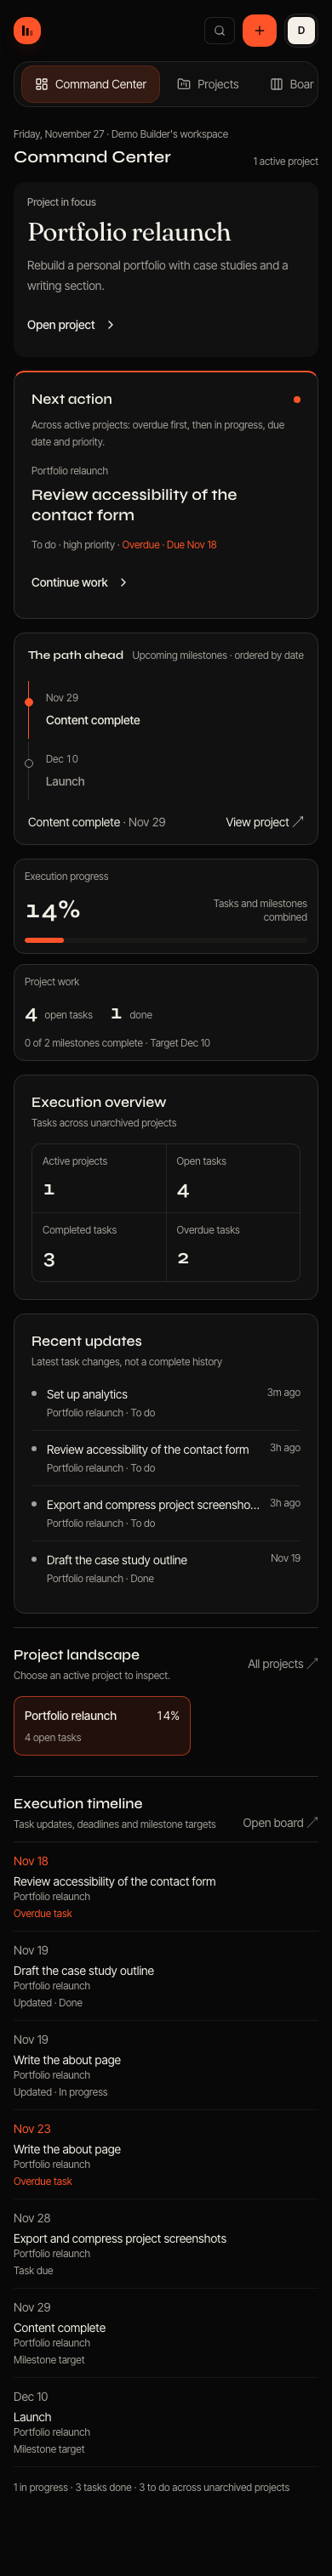 D
Command Center
Projects
Boar
Friday, November 27 · Demo Builder's workspace
Command Center
1 active project
Project in focus
Portfolio relaunch
Rebuild a personal portfolio with case studies and a
writing section.
Open project
Next action
Across active projects: overdue first, then in progress, due
date and priority.
Portfolio relaunch
Review accessibility of the
contact form
To do · high priority · Overdue · Due Nov 18
Continue work
The path ahead
Upcoming milestones · ordered by date
Nov 29
Content complete
Dec 10
Launch
Content complete · Nov 29
View project ↗
Execution progress
14%
Tasks and milestones
combined
Project work
4 open tasks 1 done
0 of 2 milestones complete · Target Dec 10
Execution overview
Tasks across unarchived projects
Active projects
1
Open tasks
4
Completed tasks
3
Overdue tasks
2
Recent updates
Latest task changes, not a complete history
Set up analytics
3m ago
Portfolio relaunch · To do
Review accessibility of the contact form
3h ago
Portfolio relaunch · To do
Export and compress project screensho...
3h ago
Portfolio relaunch · To do
Draft the case study outline
Nov 19
Portfolio relaunch · Done
Project landscape
Choose an active project to inspect.
All projects ↗
Portfolio relaunch
14%
4 open tasks
Execution timeline
Task updates, deadlines and milestone targets
Open board ↗
Nov 18
Review accessibility of the contact form
Portfolio relaunch
Overdue task
Nov 19
Draft the case study outline
Portfolio relaunch
Updated · Done
Nov 19
Write the about page
Portfolio relaunch
Updated · In progress
Nov 23
Write the about page
Portfolio relaunch
Overdue task
Nov 28
Export and compress project screenshots
Portfolio relaunch
Task due
Nov 29
Content complete
Portfolio relaunch
Milestone target
Dec 10
Launch
Portfolio relaunch
Milestone target
1 in progress · 3 tasks done · 3 to do across unarchived projects